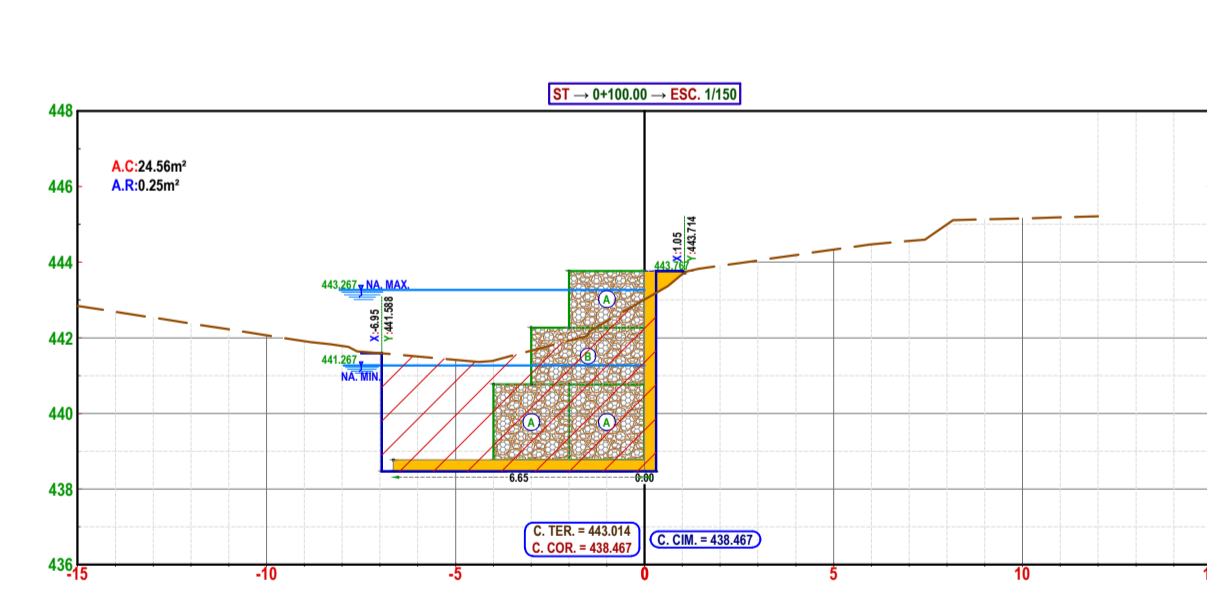 ST → 0+100.00 → ESC. 1/150
448
A.C:24.56m²
A.R:0.25m²
446
X:1.05
Y:443.714
444
443.767
443.267
NA. MAX.
A
X:-6.95
Y:441.588
442
B
441.267
NA. MIN.
440
A
A
438
6.65
0.00
C. TER. = 443.014
C. COR. = 438.467
C. CIM. = 438.467
436
-15
-10
-5
0
5
10